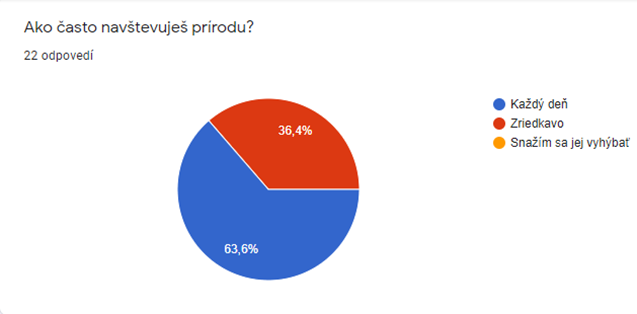 Ako často navštevuješ prírodu?
22 odpovedí
36,4%
63,6%
Každý deň
Zriedkavo
Snažím sa jej vyhýbať